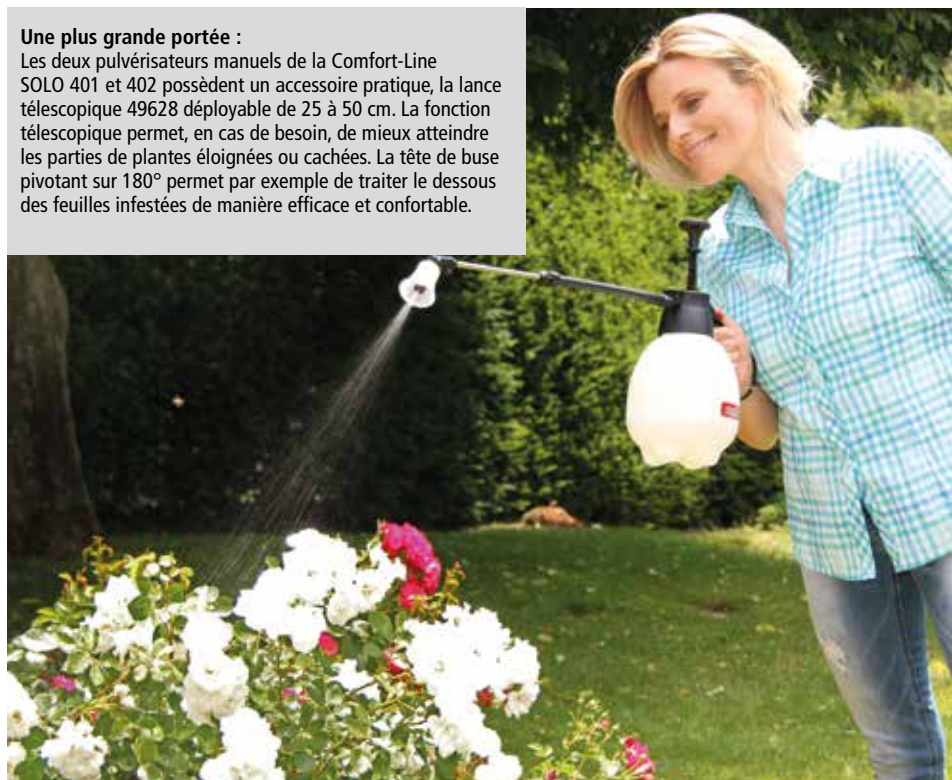 Une plus grande portée :
Les deux pulvérisateurs manuels de la Comfort-Line
SOLO 401 et 402 possèdent un accessoire pratique, la lance
télescopique 49628 déployable de 25 à 50 cm. La fonction
télescopique permet, en cas de besoin, de mieux atteindre
les parties de plantes éloignées ou cachées. La tête de buse
pivotant sur 180° permet par exemple de traiter le dessous
des feuilles infestées de manière efficace et confortable.